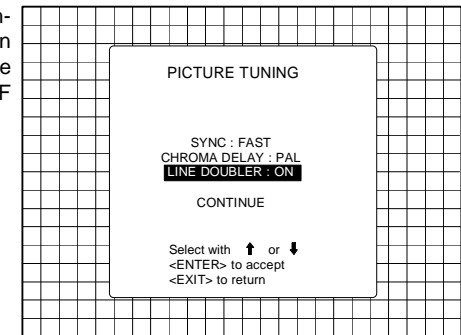 n-
n
e
F
PICTURE TUNING
SYNC : FAST
CHROMA DELAY : PAL
LINE DOUBLER : ON
CONTINUE
Select with ⬆ or ⬇
<ENTER> to accept
<EXIT> to return